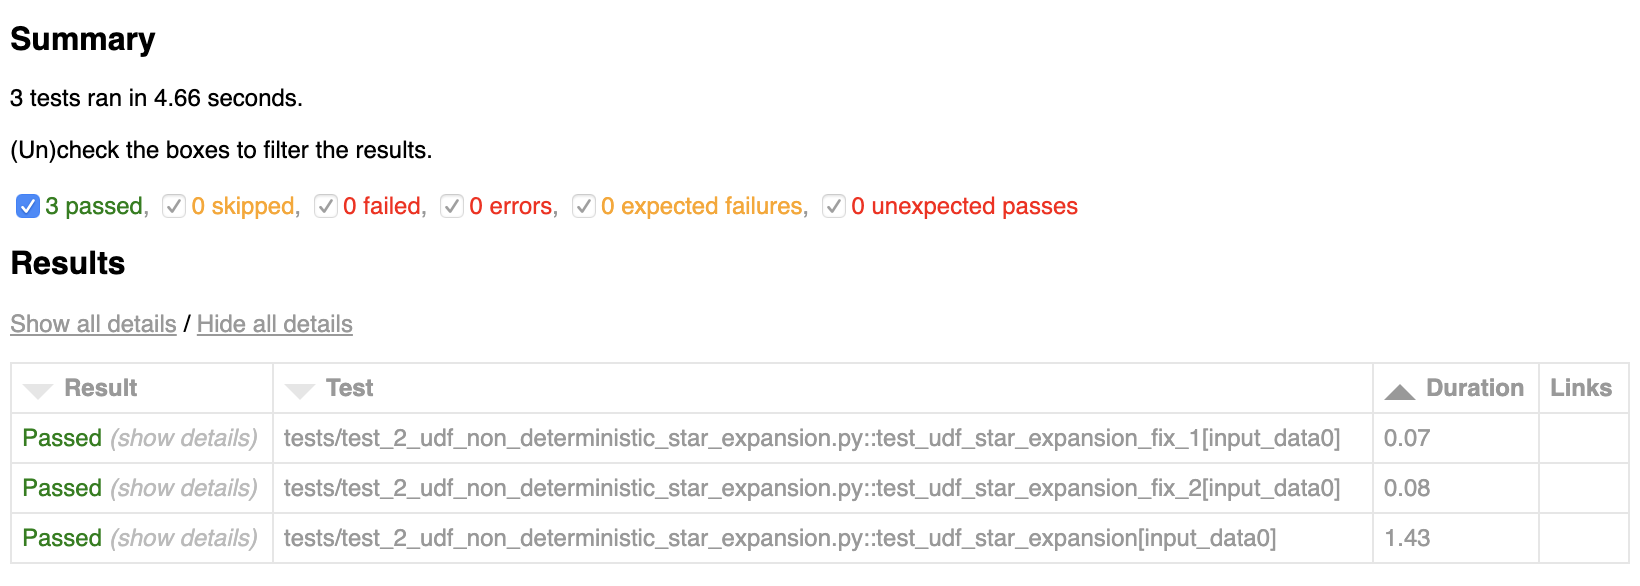 Summary
3 tests ran in 4.66 seconds.
(Un)check the boxes to filter the results.
3 passed, 0 skipped, 0 failed, 0 errors, 0 expected failures, 0 unexpected passes
Results
Show all details / Hide all details
Result Test Duration Links
Passed (show details) tests/test_2_udf_non_deterministic_star_expansion.py::test_udf_star_expansion_fix_1[input_data0] 0.07
Passed (show details) tests/test_2_udf_non_deterministic_star_expansion.py::test_udf_star_expansion_fix_2[input_data0] 0.08
Passed (show details) tests/test_2_udf_non_deterministic_star_expansion.py::test_udf_star_expansion[input_data0] 1.43